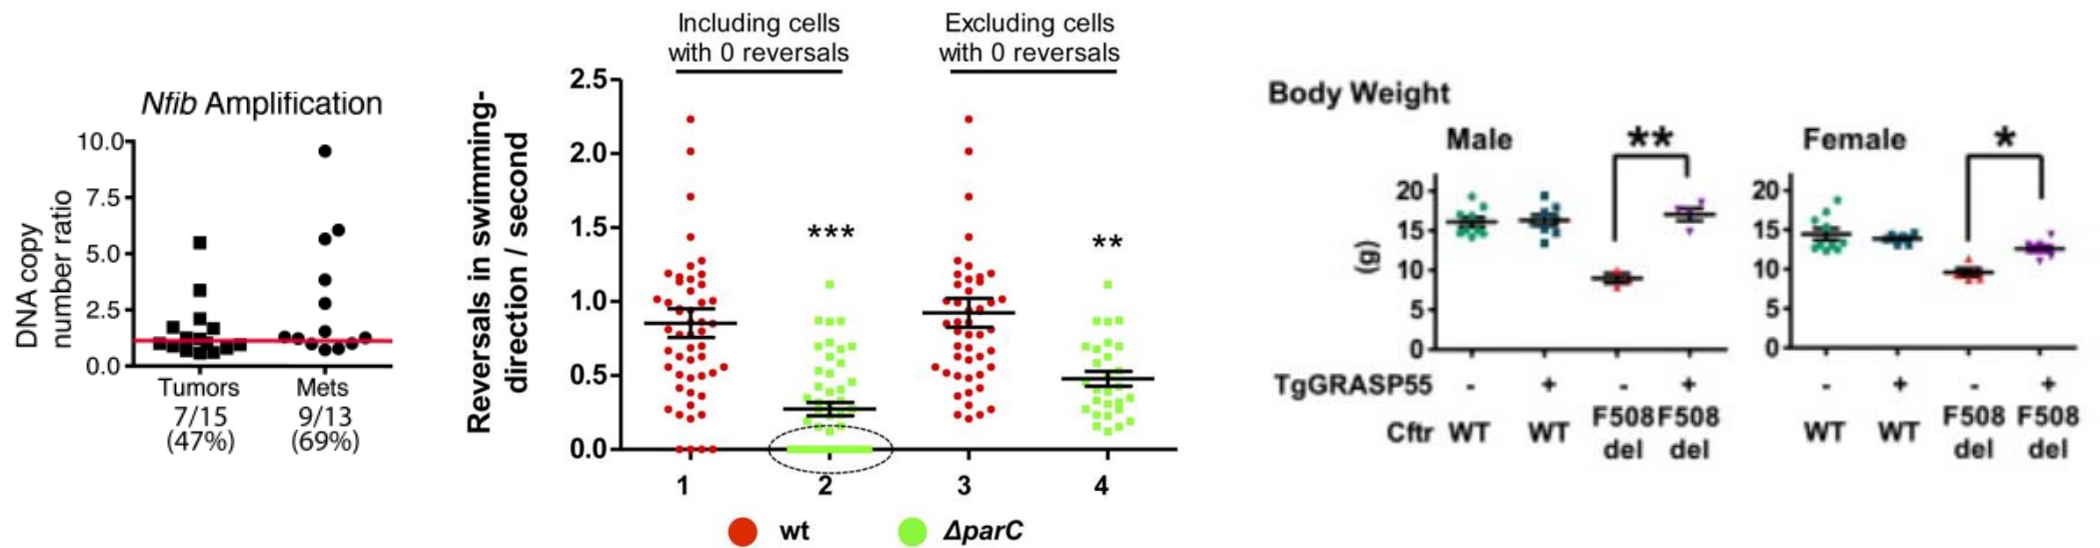 Nfib Amplification
DNA copy
number ratio
10.0
7.5
5.0
2.5
0.0
Tumors
Mets
7/15
9/13
(47%)
(69%)
Including cells
with 0 reversals
Excluding cells
with 0 reversals
Reversals in swimming-
direction / second
2.5
2.0
1.5
1.0
0.5
0.0
***
**
1 2 3 4
wt
ΔparC
Body Weight
Male
**
Female
*
(g)
20
15
10
5
0
20
15
10
5
0
TgGRASP55 - + - + - + - +
Cftr WT WT F508 del F508 del WT WT F508 del F508 del